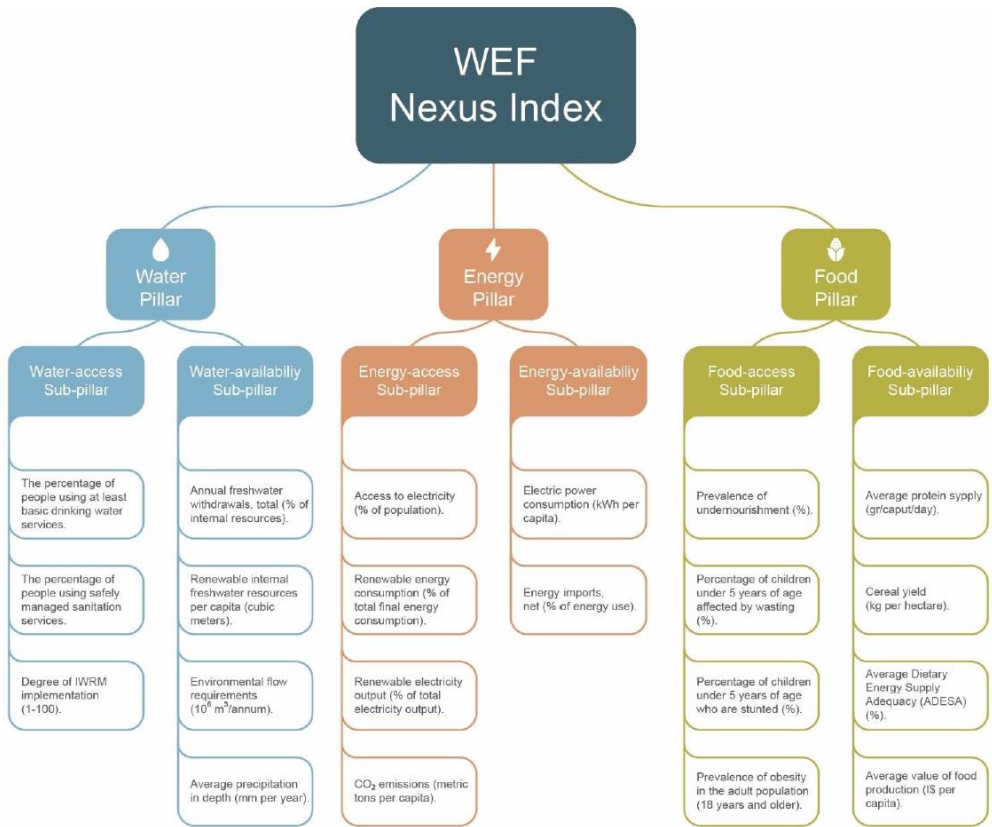 WEF
Nexus Index
Water
Pillar
Energy
Pillar
Food
Pillar
Water-access
Sub-pillar
Water-availabiliy
Sub-pillar
Energy-access
Sub-pillar
Energy-availabiliy
Sub-pillar
Food-access
Sub-pillar
Food-availabiliy
Sub-pillar
The percentage of
people using at least
basic drinking water
services.
Annual freshwater
withdrawals, total (% of
internal resources).
Access to electricity
(% of population).
Electric power
consumption (kWh per
capita).
Prevalence of
undernourishment (%).
Average protein sypply
(gr/caput/day).
The percentage of
people using safely
managed sanitation
services.
Renewable internal
freshwater resources
per capita (cubic
meters).
Renewable energy
consumption (% of
total final energy
consumption).
Energy imports,
net (% of energy use).
Percentage of children
under 5 years of age
affected by wasting
(%).
Cereal yield
(kg per hectare).
Degree of IWRM
implementation
(1-100).
Environmental flow
requirements
(10⁶ m³/annum).
Renewable electricity
output (% of total
electricity output).
Percentage of children
under 5 years of age
who are stunted (%).
Average Dietary
Energy Supply
Adequacy (ADESA)
(%).
Average precipitation
in depth (mm per year).
CO₂ emissions (metric
tons per capita).
Prevalence of obesity
in the adult population
(18 years and older).
Average value of food
production (I$ per
capita).